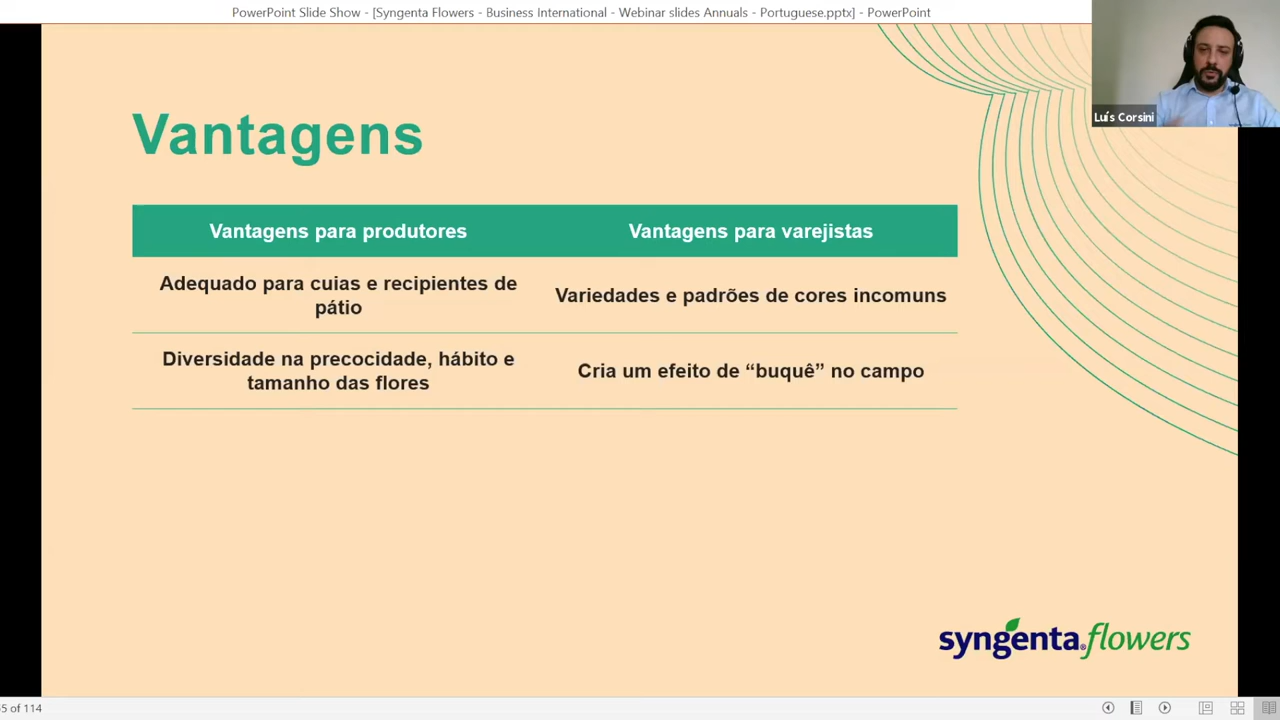 PowerPoint Slide Show - [Syngenta Flowers - Business International - Webinar slides Annuals - Portuguese.pptx] - PowerPoint
Luís Corsini
Vantagens
Vantagens para produtores
Vantagens para varejistas
Adequado para cuias e recipientes de
pátio
Variedades e padrões de cores incomuns
Diversidade na precocidade, hábito e
tamanho das flores
Cria um efeito de “buquê” no campo
syngenta® flowers
of 114